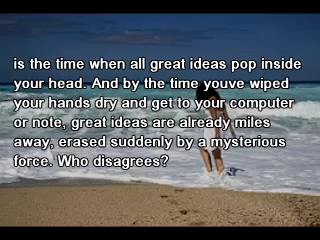 is the time when all great ideas pop inside
your head. And by the time youve wiped
your hands dry and get to your computer
or note, great ideas are already miles
away, erased suddenly by a mysterious
force. Who disagrees?